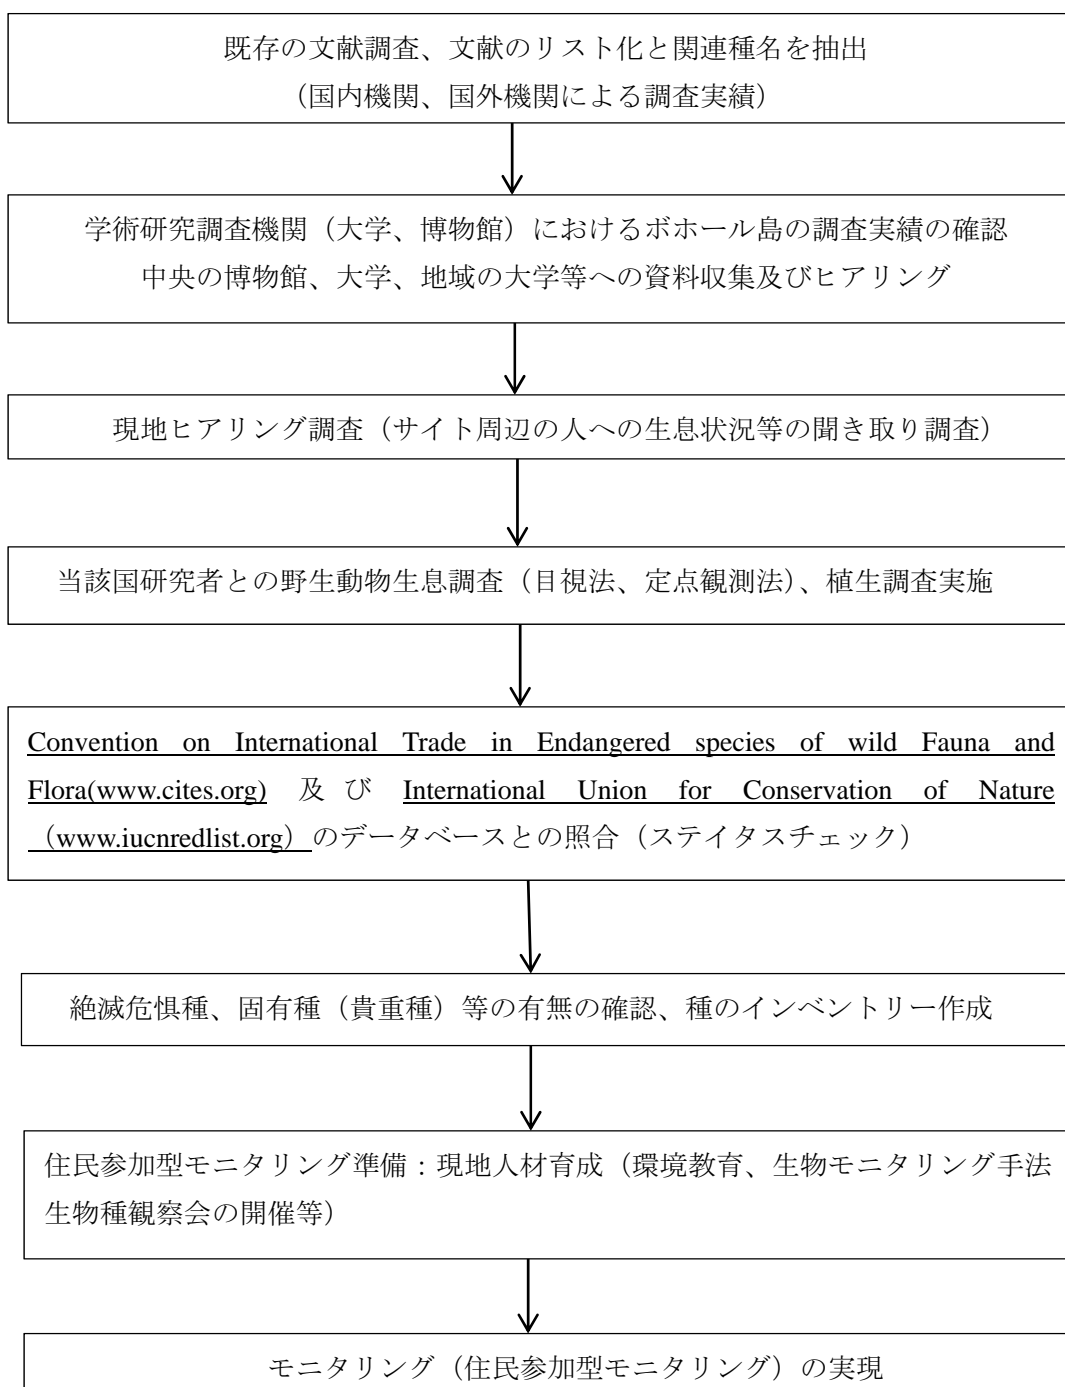 既存の文献調査、文献のリスト化と関連種名を抽出
（国内機関、国外機関による調査実績）
学術研究調査機関（大学、博物館）におけるボホール島の調査実績の確認
中央の博物館、大学、地域の大学等への資料収集及びヒアリング
現地ヒアリング調査（サイト周辺の人への生息状況等の聞き取り調査）
当該国研究者との野生動物生息調査（目視法、定点観測法）、植生調査実施
Convention on International Trade in Endangered species of wild Fauna and
Flora(www.cites.org) 及び International Union for Conservation of Nature
（www.iucnredlist.org）のデータベースとの照合（ステイタスチェック）
絶滅危惧種、固有種（貴重種）等の有無の確認、種のインベントリー作成
住民参加型モニタリング準備：現地人材育成（環境教育、生物モニタリング手法
生物種観察会の開催等）
モニタリング（住民参加型モニタリング）の実現